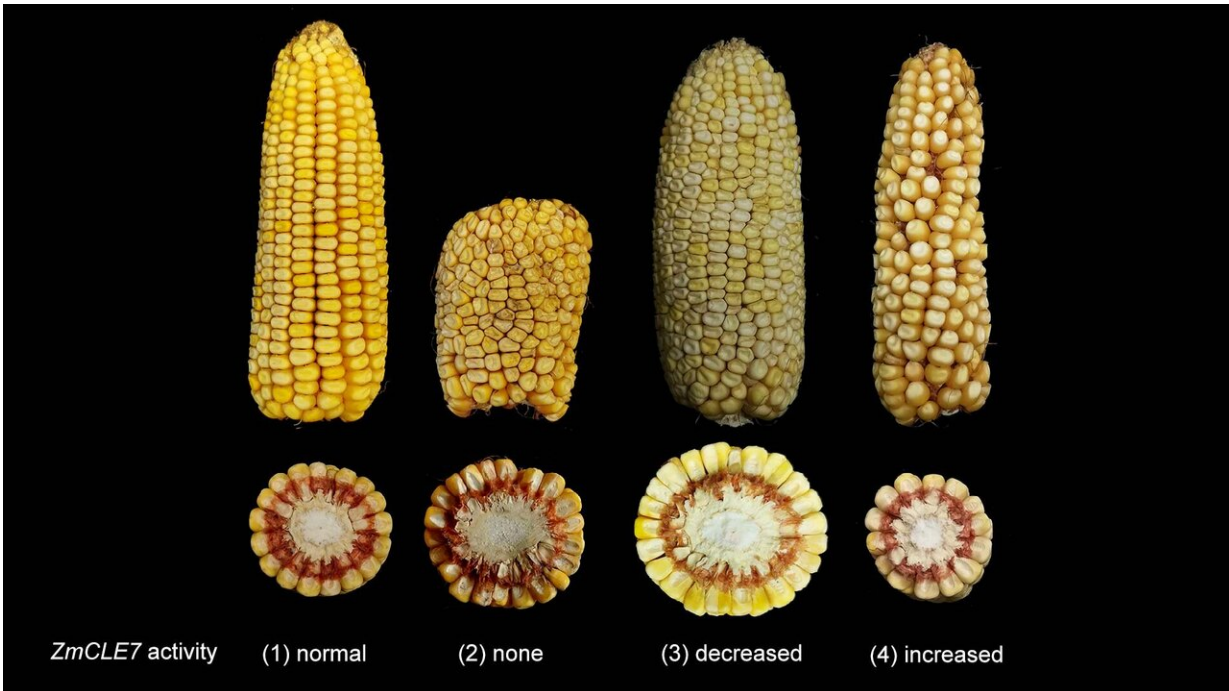 ZmCLE7 activity (1) normal (2) none (3) decreased (4) increased